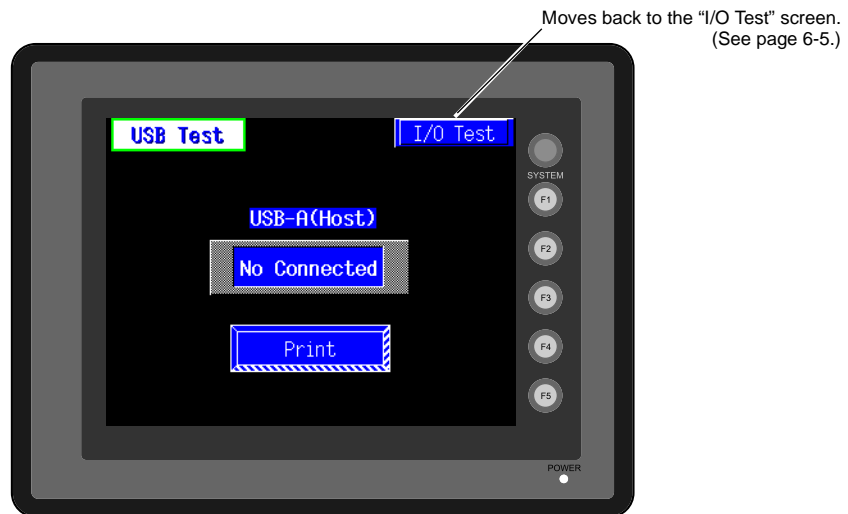 Moves back to the “I/O Test” screen.
(See page 6-5.)
USB Test
I/O Test
SYSTEM
F1
USB-A(Host)
F2
No Connected
F3
Print
F4
F5
POWER